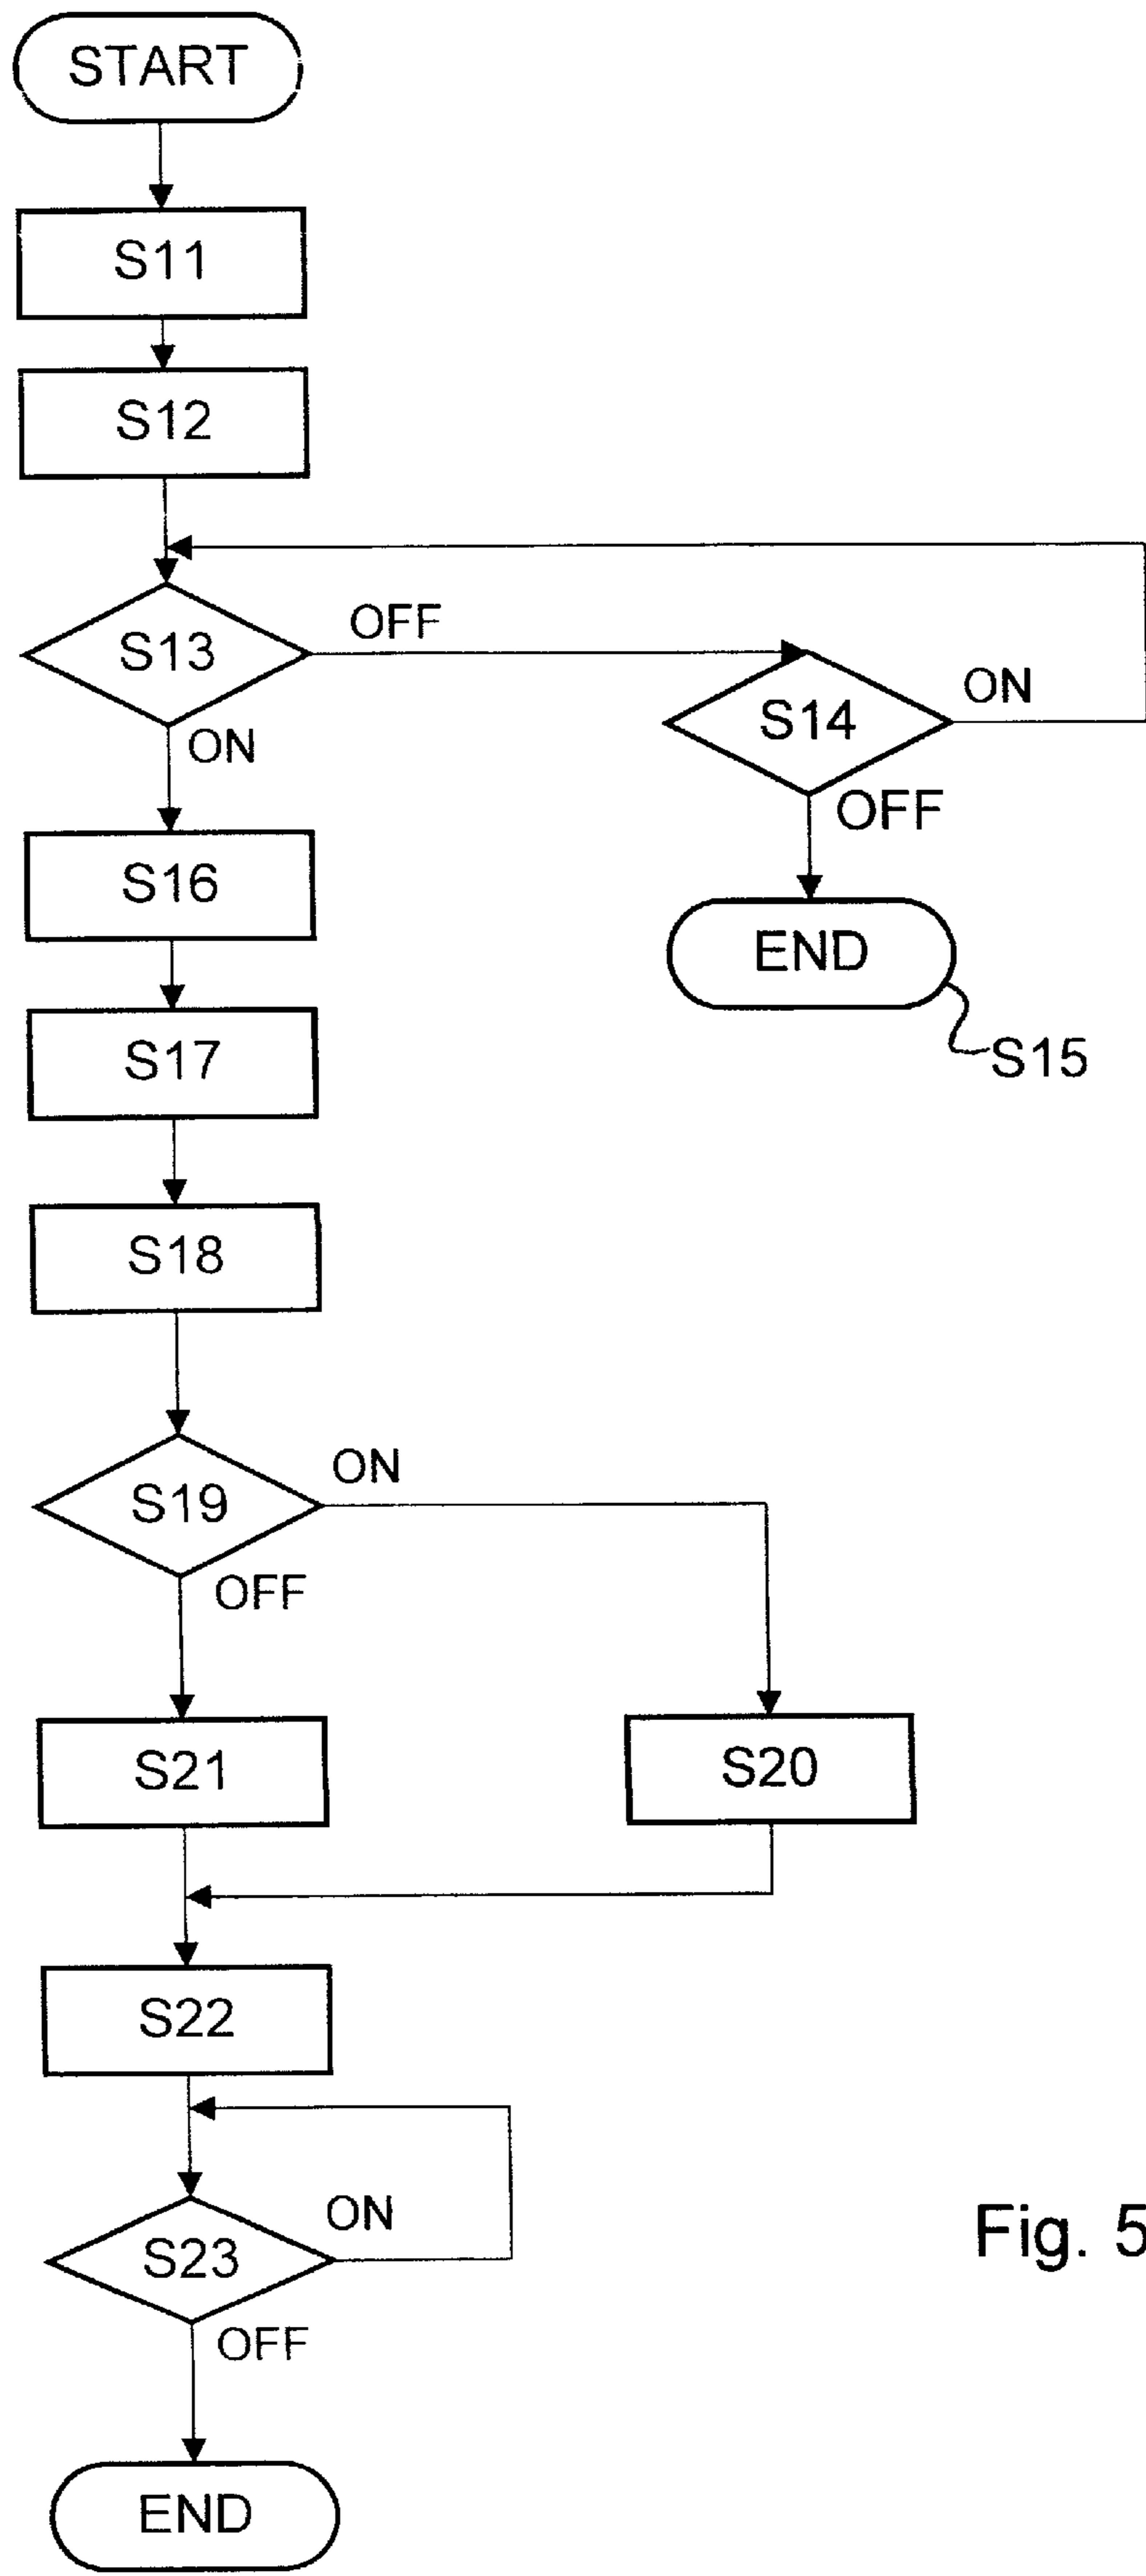 START
S11
S12
S13
OFF
ON
S14
ON
OFF
END
S15
S16
S17
S18
S19
ON
OFF
S21
S20
S22
S23
ON
OFF
END
Fig. 5